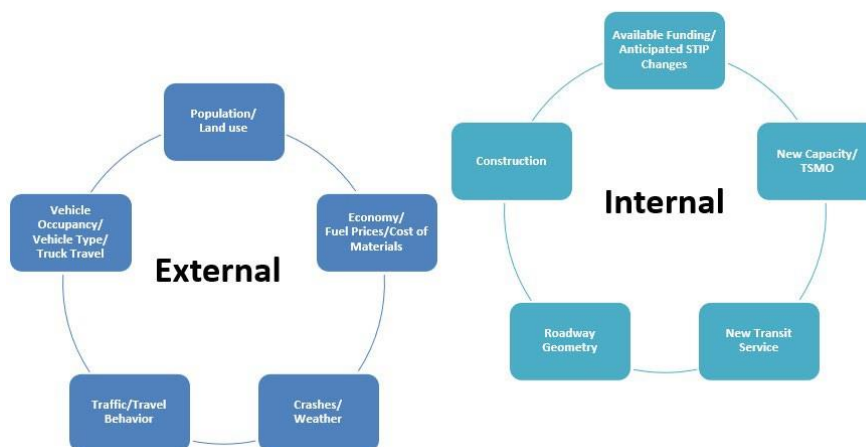 External
Population/
Land use
Economy/
Fuel Prices/Cost of
Materials
Crashes/
Weather
Traffic/Travel
Behavior
Vehicle
Occupancy/
Vehicle Type/
Truck Travel
Internal
Available Funding/
Anticipated STIP
Changes
New Capacity/
TSMO
New Transit
Service
Roadway
Geometry
Construction